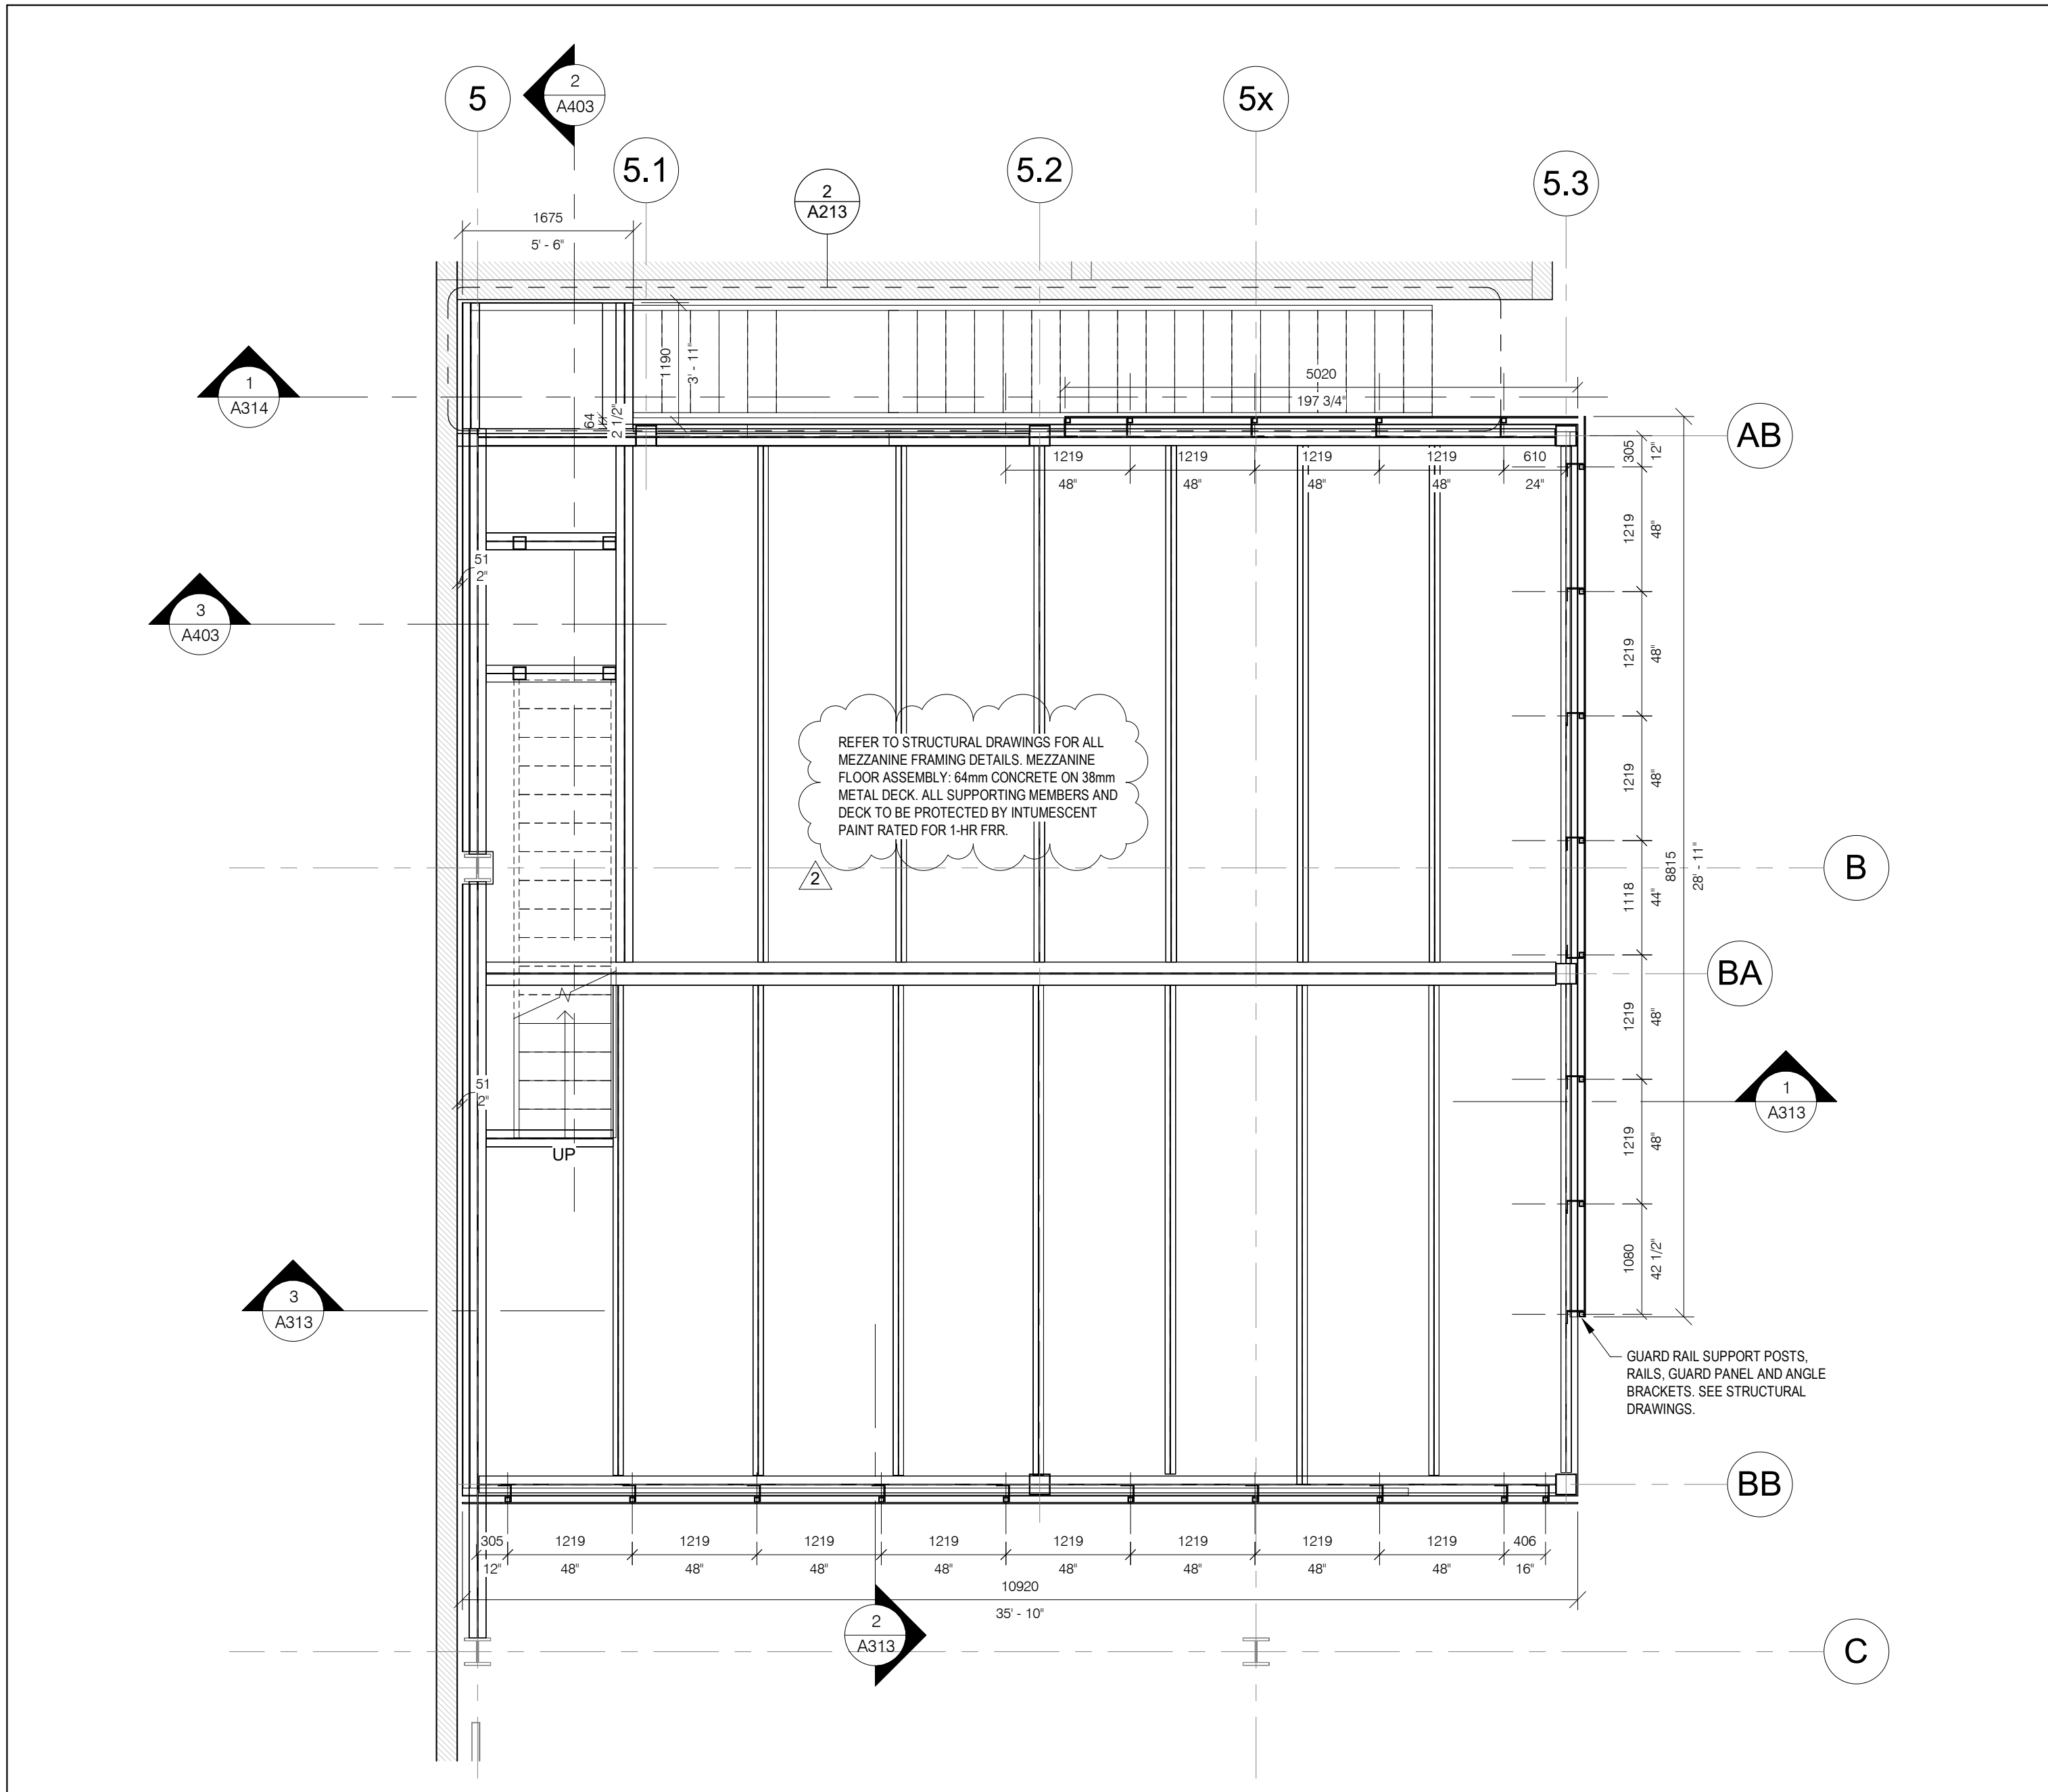 5
2
A403
5x
5.1
5.2
5.3
2
A213
1675
5' - 6"
1190
3' - 11"
64
2 1/2"
5020
197 3/4"
1
A314
AB
1219
48"
1219
48"
1219
48"
1219
48"
610
24"
305
12"
1219
48"
1219
48"
1219
48"
1118
44"
1219
48"
1219
48"
1080
42 1/2"
8815
28' - 11"
51
2"
3
A403
REFER TO STRUCTURAL DRAWINGS FOR ALL
MEZZANINE FRAMING DETAILS. MEZZANINE
FLOOR ASSEMBLY: 64mm CONCRETE ON 38mm
METAL DECK. ALL SUPPORTING MEMBERS AND
DECK TO BE PROTECTED BY INTUMESCENT
PAINT RATED FOR 1-HR FRR.
2
B
BA
51
2"
UP
1
A313
3
A313
GUARD RAIL SUPPORT POSTS,
RAILS, GUARD PANEL AND ANGLE
BRACKETS. SEE STRUCTURAL
DRAWINGS.
BB
305
12"
1219
48"
1219
48"
1219
48"
1219
48"
1219
48"
1219
48"
1219
48"
1219
48"
406
16"
10920
35' - 10"
2
A313
C